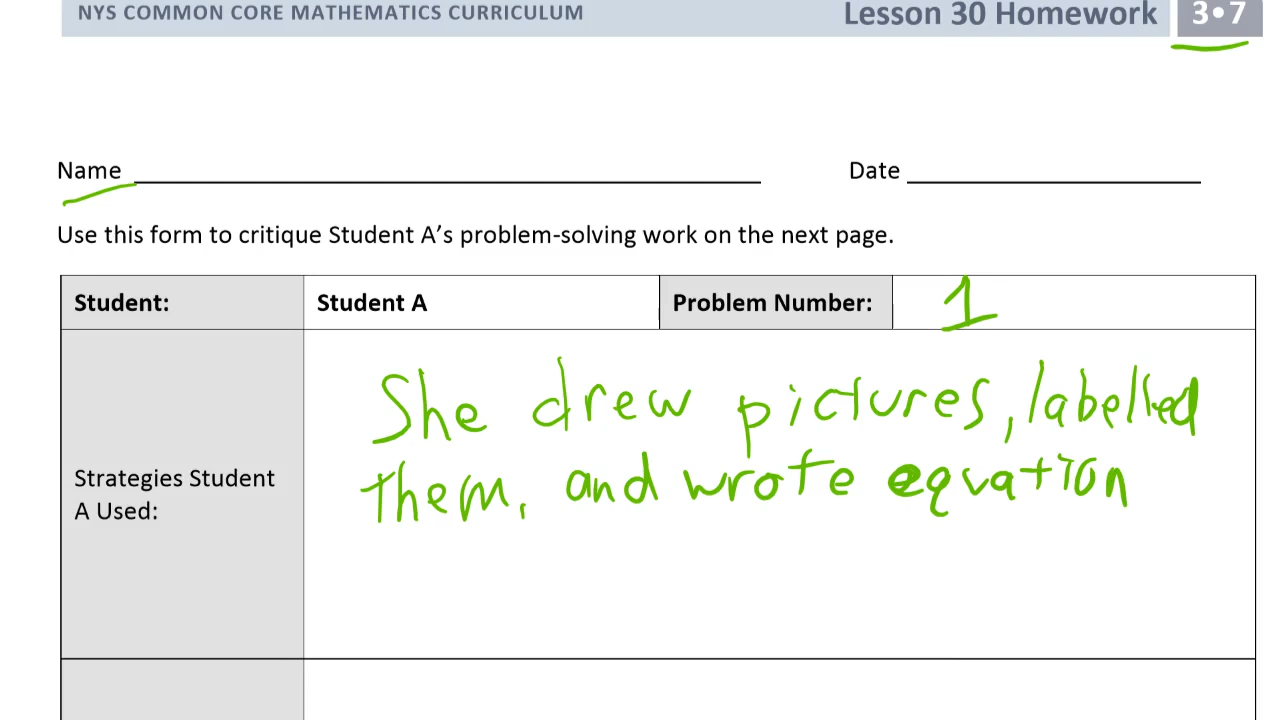 NYS COMMON CORE MATHEMATICS CURRICULUM Lesson 30 Homework 3•7
Name Date
Use this form to critique Student A's problem-solving work on the next page.
Student: Student A Problem Number: 1
She drew pictures, labelled
them, and wrote equation
Strategies Student
A Used: